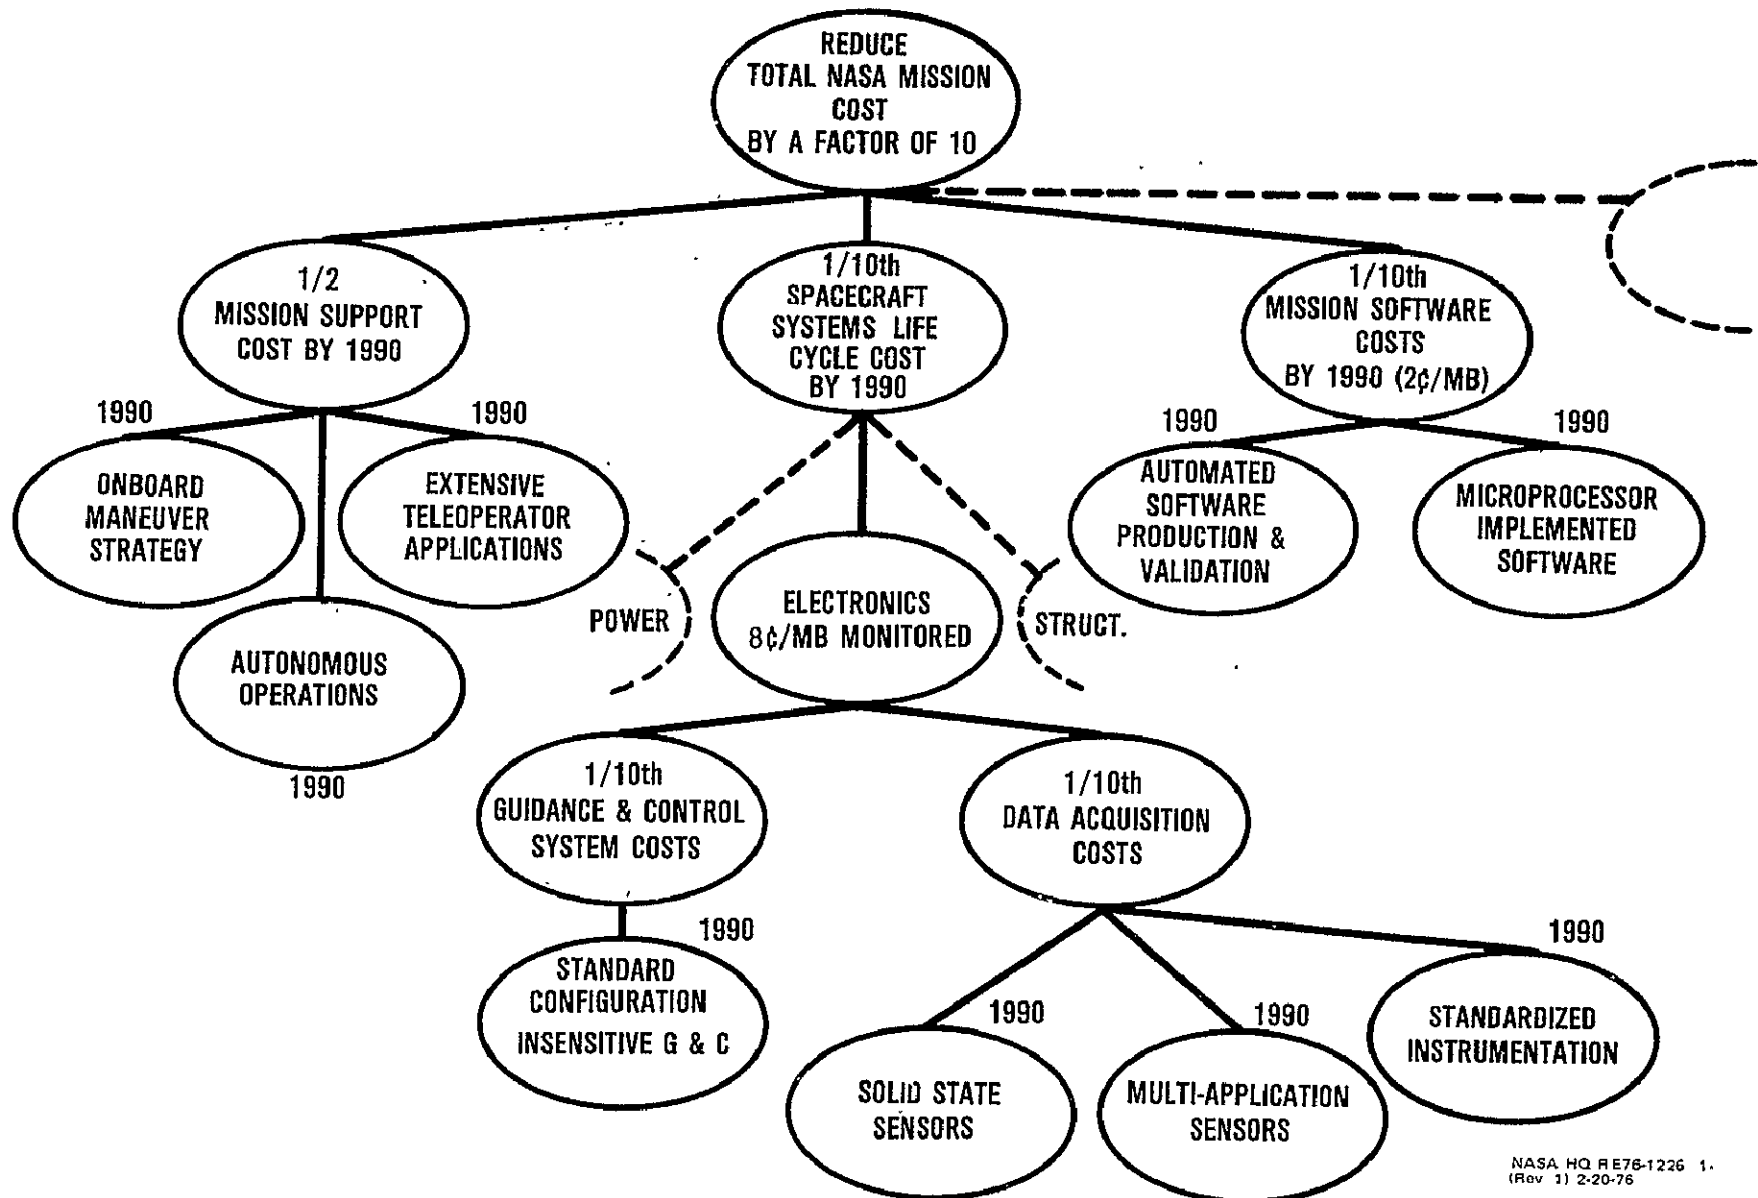 REDUCE
TOTAL NASA MISSION
COST
BY A FACTOR OF 10
1/2
MISSION SUPPORT
COST BY 1990
1/10th
SPACECRAFT
SYSTEMS LIFE
CYCLE COST
BY 1990
1/10th
MISSION SOFTWARE
COSTS
BY 1990 (2¢/MB)
1990
ONBOARD
MANEUVER
STRATEGY
1990
EXTENSIVE
TELEOPERATOR
APPLICATIONS
AUTONOMOUS
OPERATIONS
1990
POWER
ELECTRONICS
8¢/MB MONITORED
STRUCT.
1990
AUTOMATED
SOFTWARE
PRODUCTION &
VALIDATION
1990
MICROPROCESSOR
IMPLEMENTED
SOFTWARE
1/10th
GUIDANCE & CONTROL
SYSTEM COSTS
1/10th
DATA ACQUISITION
COSTS
1990
STANDARD
CONFIGURATION
INSENSITIVE G & C
1990
SOLID STATE
SENSORS
1990
MULTI-APPLICATION
SENSORS
1990
STANDARDIZED
INSTRUMENTATION
NASA HQ RE76-1226 1.
(Rev 1) 2-20-76